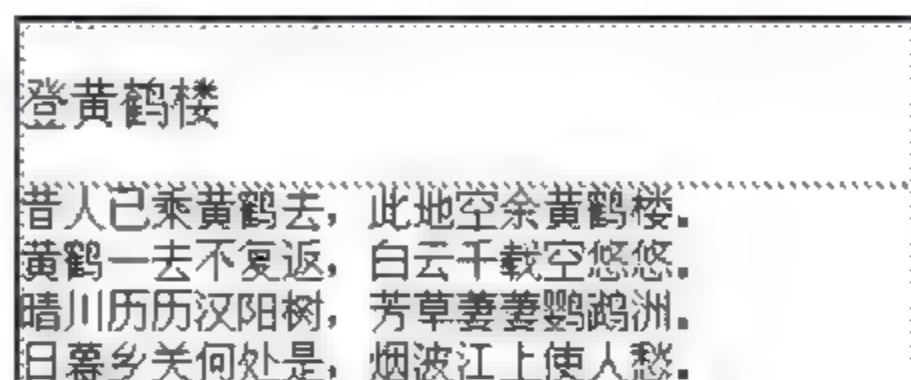 登黄鹤楼
昔人已乘黄鹤去，此地空余黄鹤楼.
黄鹤一去不复返，白云千载空悠悠.
晴川历历汉阳树，芳草萋萋鹦鹉洲.
日暮乡关何处是，烟波江上使人愁.